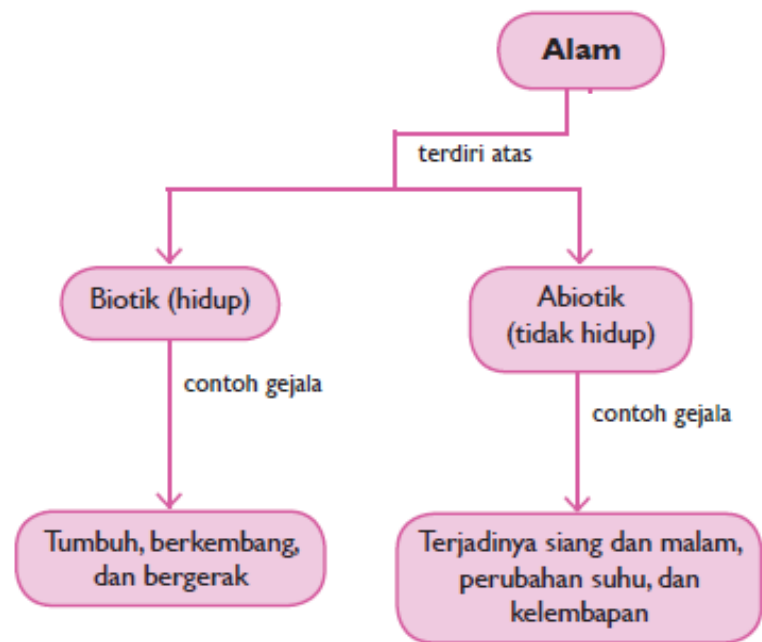 Alam
terdiri atas
Biotik (hidup)
Abiotik
(tidak hidup)
contoh gejala
contoh gejala
Tumbuh, berkembang,
dan bergerak
Terjadinya siang dan malam,
perubahan suhu, dan
kelembapan